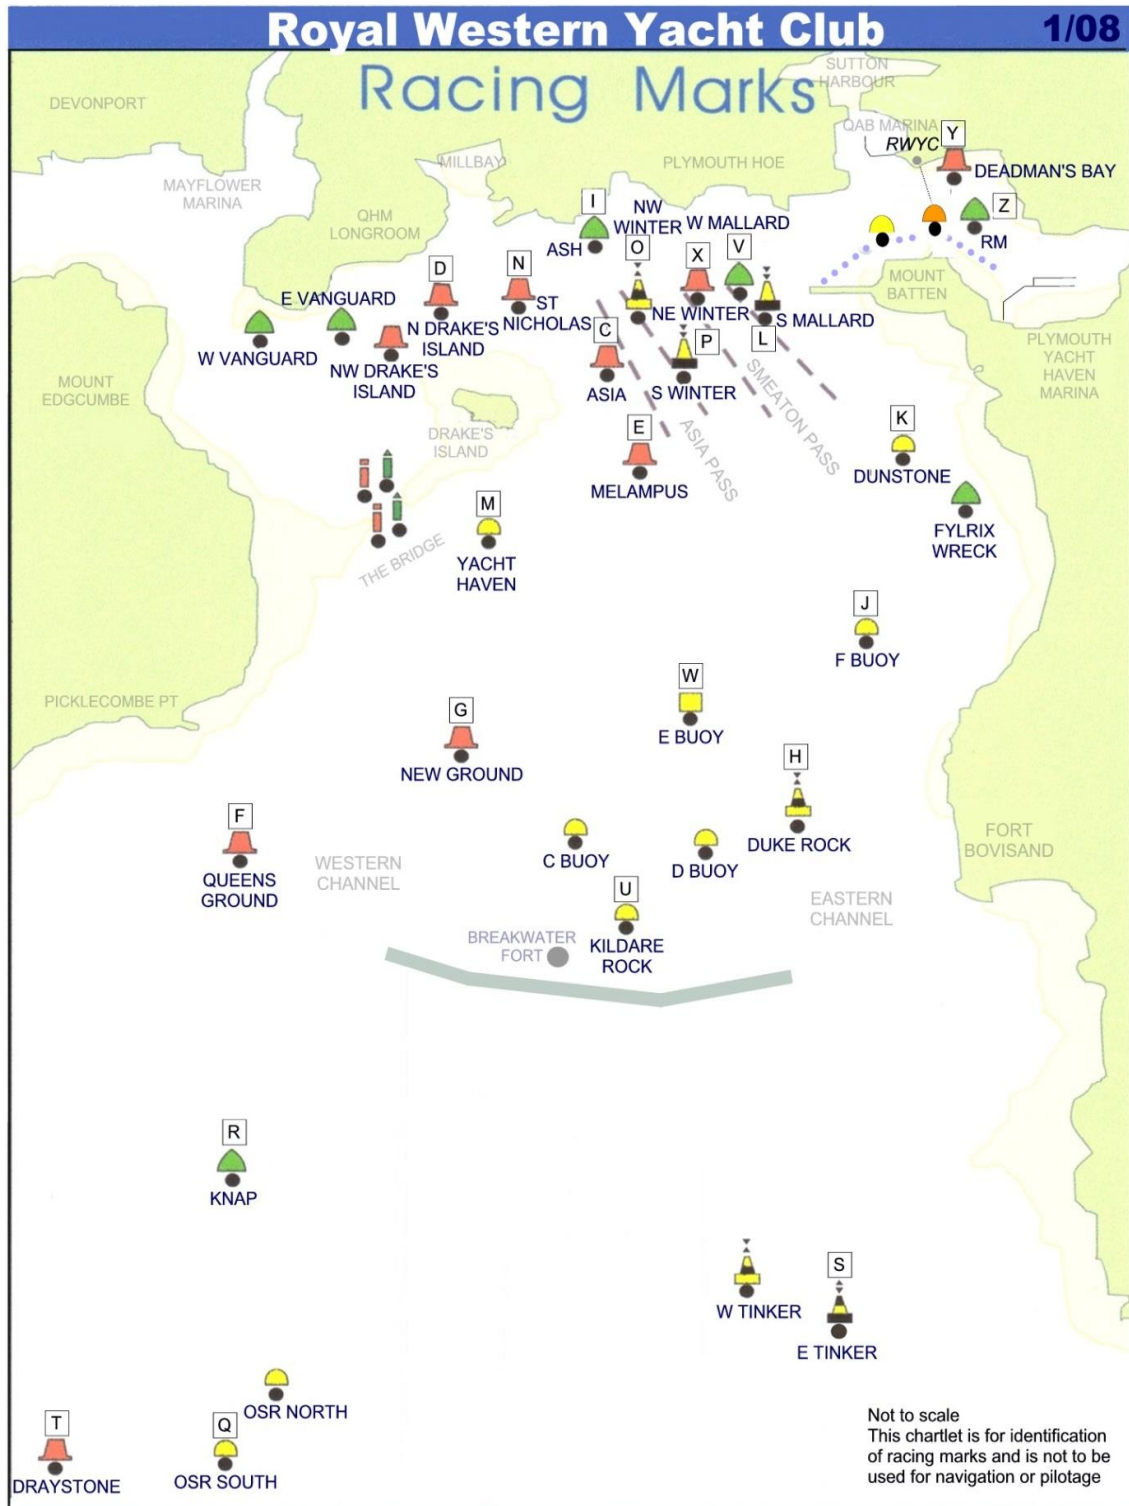 Royal Western Yacht Club
1/08
Racing Marks
SUTTON
HARBOUR
DEVONPORT
QAB MARINA
Y
RWYC
MILLBAY
PLYMOUTH HOE
DEADMAN'S BAY
MAYFLOWER
MARINA
QHM
LONGROOM
I
NW
WINTER
W MALLARD
Z
ASH
O
X
V
RM
D
N
MOUNT
BATTEN
E VANGUARD
ST
NICHOLAS
NE WINTER
S MALLARD
N DRAKE'S
ISLAND
C
P
L
W VANGUARD
NW DRAKE'S
ISLAND
PLYMOUTH
YACHT
HAVEN
MARINA
MOUNT
EDGCUMBE
ASIA
S WINTER
SMEATON PASS
DRAKE'S
ISLAND
E
ASIA PASS
K
MELAMPUS
DUNSTONE
M
FYLRIX
WRECK
THE BRIDGE
YACHT
HAVEN
J
F BUOY
PICKLECOMBE PT
W
G
E BUOY
NEW GROUND
H
F
DUKE ROCK
FORT
BOVISAND
C BUOY
D BUOY
QUEENS
GROUND
WESTERN
CHANNEL
U
EASTERN
CHANNEL
BREAKWATER
FORT
KILDARE
ROCK
R
KNAP
S
W TINKER
E TINKER
OSR NORTH
T
Q
DRAYSTONE
OSR SOUTH
Not to scale
This chartlet is for identification
of racing marks and is not to be
used for navigation or pilotage